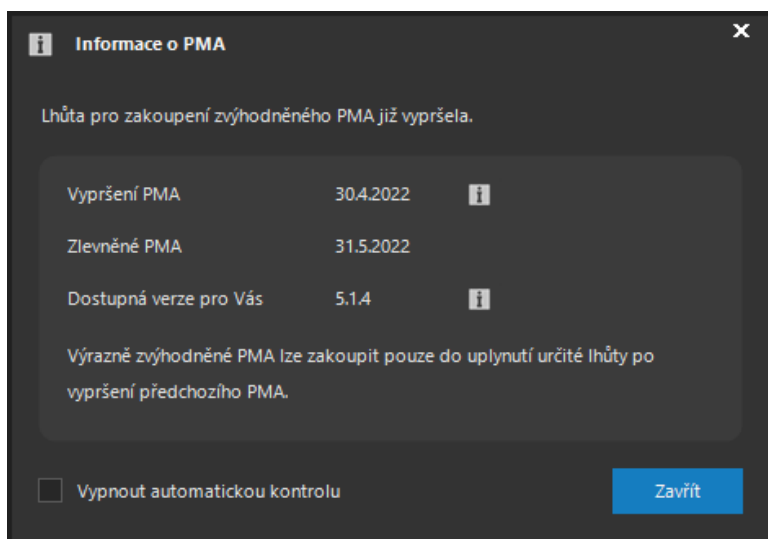 Informace o PMA
Lhůta pro zakoupení zvýhodněného PMA již vypršela.
Vypršení PMA 30.4.2022
Zlevněné PMA 31.5.2022
Dostupná verze pro Vás 5.1.4
Výrazně zvýhodněné PMA lze zakoupit pouze do uplynutí určité lhůty po
vypršení předchozího PMA.
Vypnout automatickou kontrolu
Zavřít